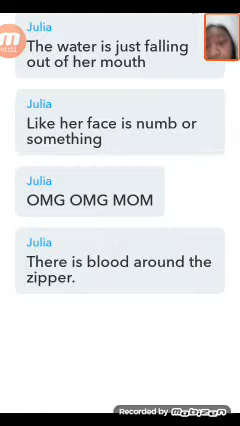 Julia
The water is just falling
out of her mouth
Julia
Like her face is numb or
something
Julia
OMG OMG MOM
Julia
There is blood around the
zipper.
Recorded by mobizen